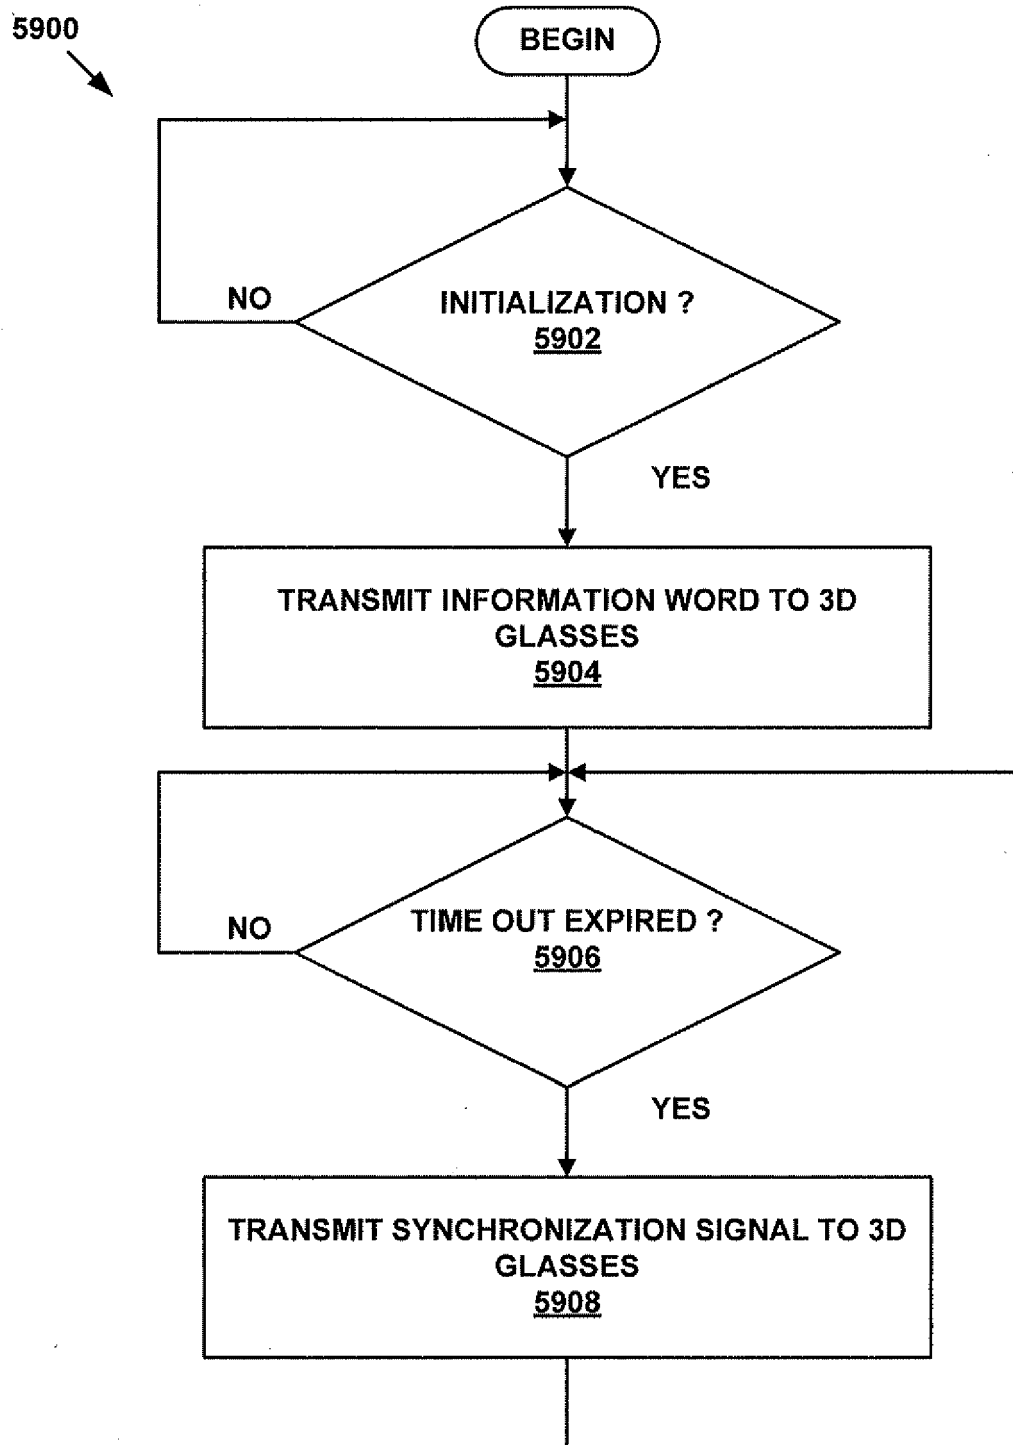 5900
BEGIN
NO
INITIALIZATION ?
5902
YES
TRANSMIT INFORMATION WORD TO 3D
GLASSES
5904
NO
TIME OUT EXPIRED ?
5906
YES
TRANSMIT SYNCHRONIZATION SIGNAL TO 3D
GLASSES
5908